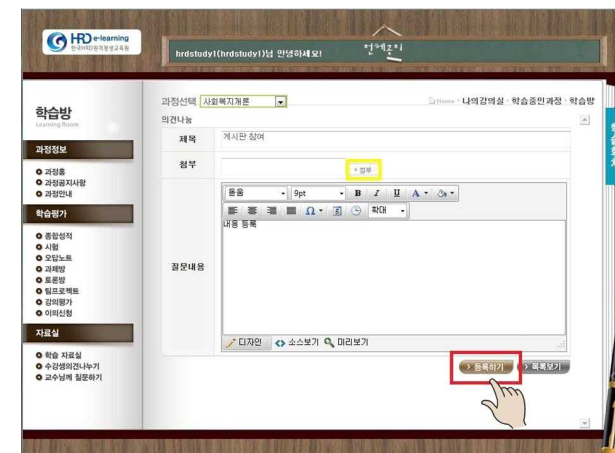 HRD e-learning
한국HRD원격평생교육원
hrdstudy1(hrdstudy1)님 안녕하세요!
전체공지
학습방
Learning Room
과정선택 사회복지개론
Home > 나의강의실 > 학습중인과정 > 학습방
의견나눔
제목 게시판 참여
첨부
+ 첨부
돋움 9pt B I U A
Ω 확대
내용 등록
질문내용
디자인 <> 소스보기 미리보기
> 등록하기 > 목록보기
과정정보
과정홈
과정공지사항
과정안내
학습평가
종합성적
시험
오답노트
과제방
토론방
팀프로젝트
강의평가
이의신청
자료실
학습 자료실
수강생의견나누기
교수님께 질문하기